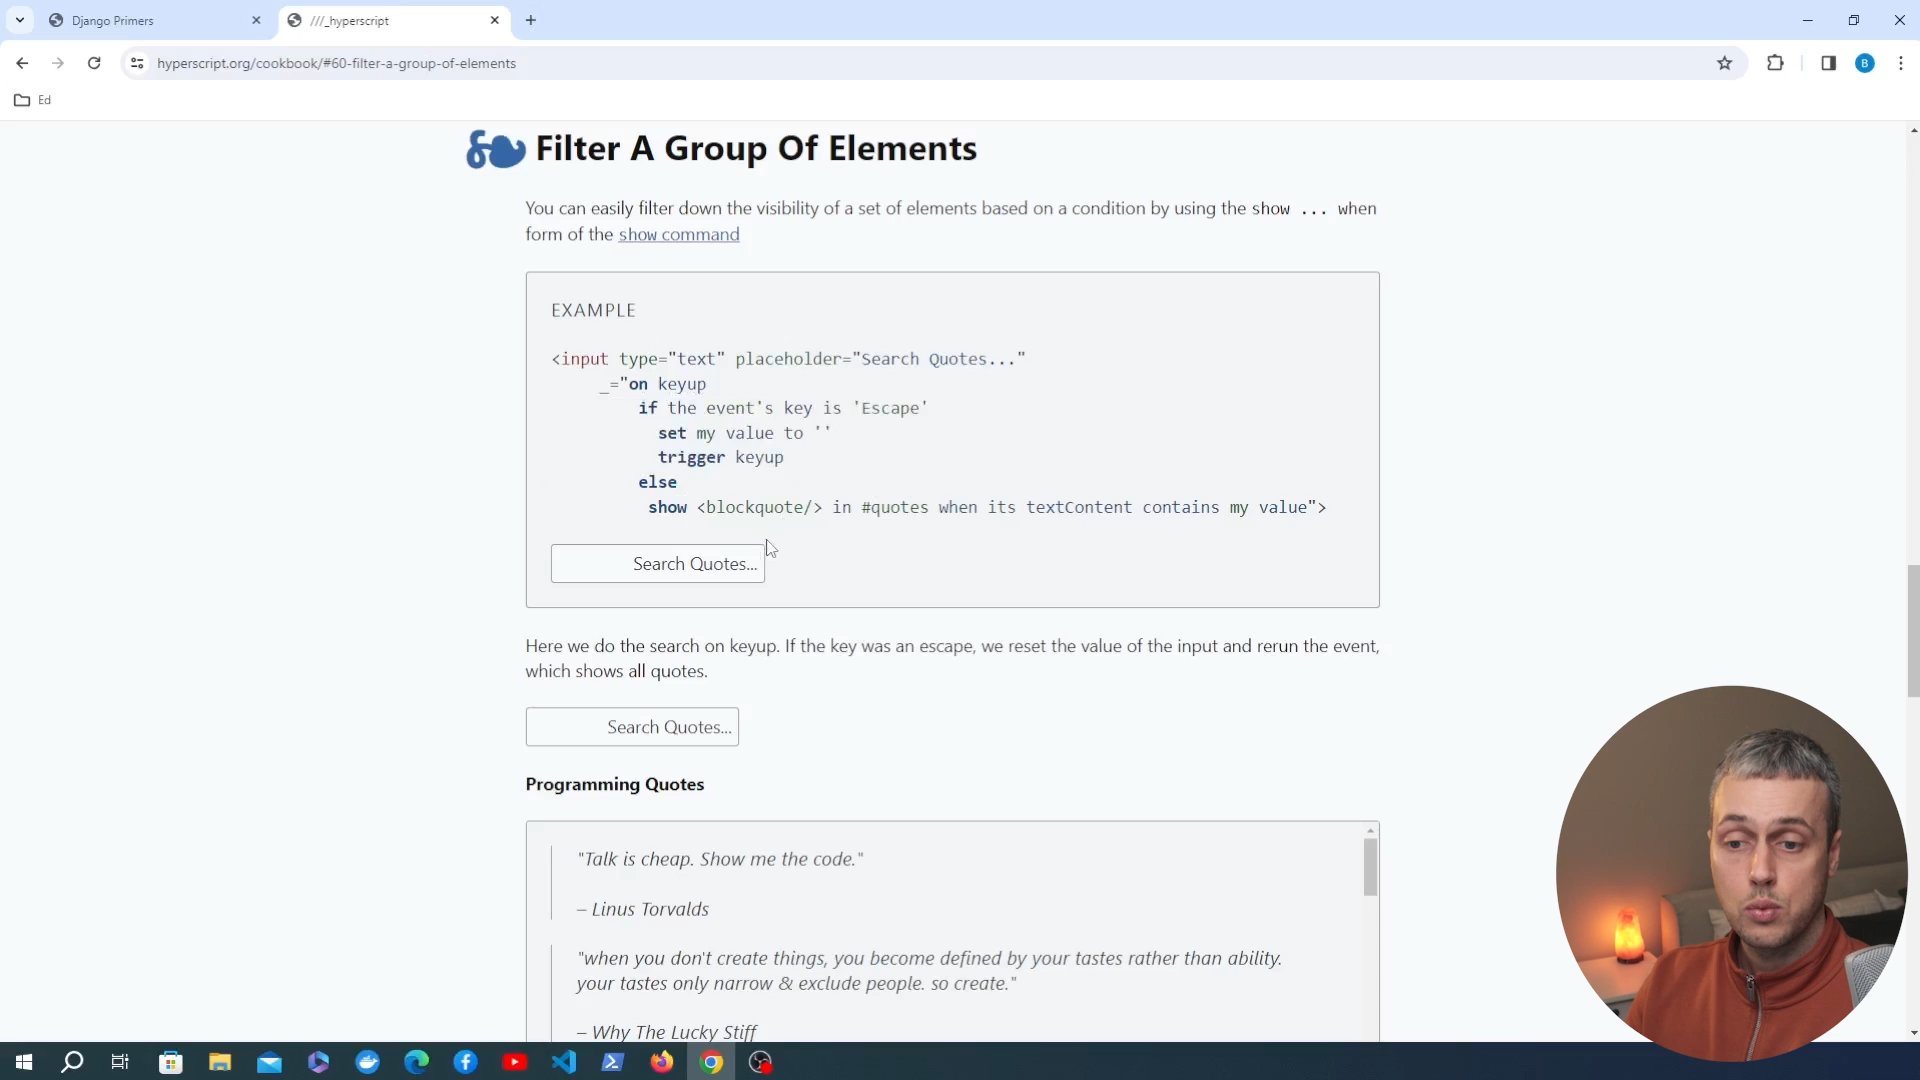 Django Primers
///_hyperscript
hyperscript.org/cookbook/#60-filter-a-group-of-elements
B
Ed
Filter A Group Of Elements
You can easily filter down the visibility of a set of elements based on a condition by using the show ... when
form of the show command
EXAMPLE
<input type="text" placeholder="Search Quotes..."
_="on keyup
if the event's key is 'Escape'
set my value to ''
trigger keyup
else
show <blockquote/> in #quotes when its textContent contains my value">
Search Quotes...
Here we do the search on keyup. If the key was an escape, we reset the value of the input and rerun the event,
which shows all quotes.
Search Quotes...
Programming Quotes
"Talk is cheap. Show me the code."
– Linus Torvalds
"when you don't create things, you become defined by your tastes rather than ability.
your tastes only narrow & exclude people. so create."
– Why The Lucky Stiff